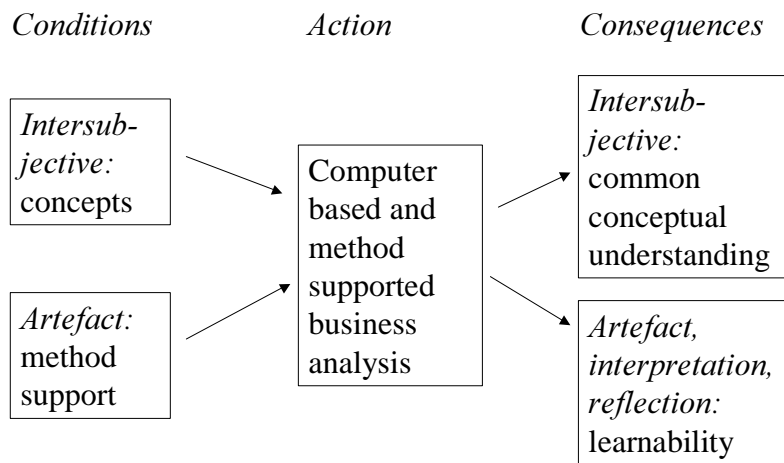 Conditions
Action
Consequences
Intersub-
jective:
concepts
Artefact:
method
support
Computer
based and
method
supported
business
analysis
Intersub-
jective:
common
conceptual
understanding
Artefact,
interpretation,
reflection:
learnability